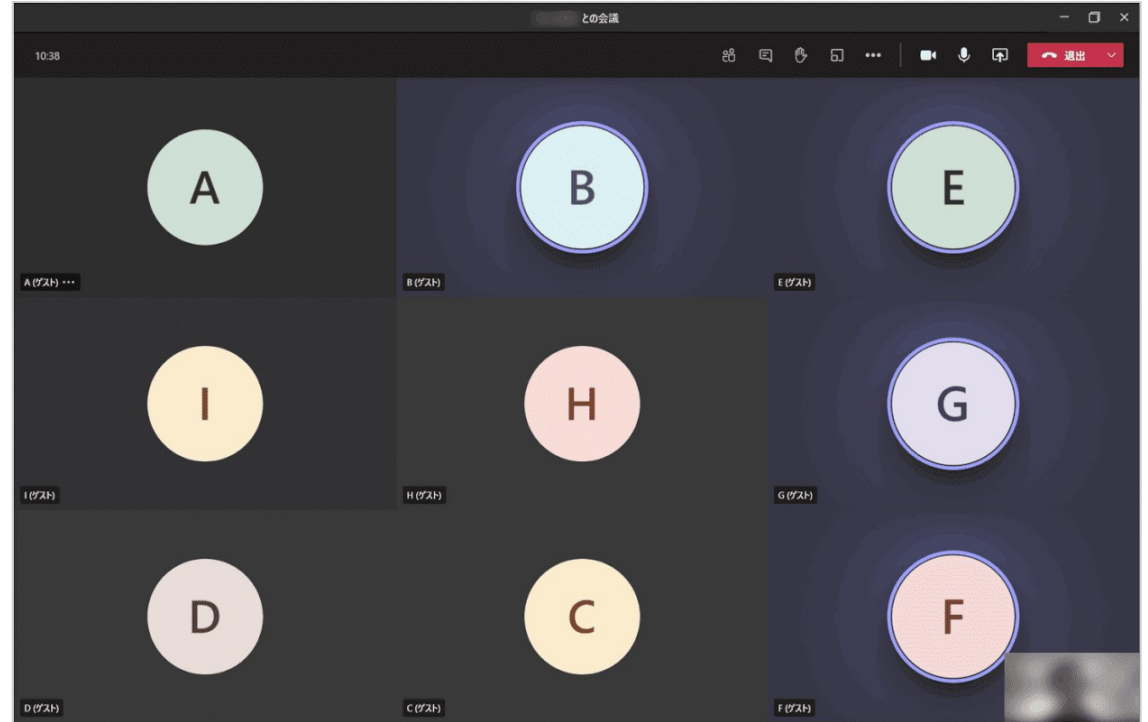 との会議
10:38
退出
A
B
E
A (ゲスト)
B (ゲスト)
E (ゲスト)
I
H
G
I (ゲスト)
H (ゲスト)
G (ゲスト)
D
C
F
D (ゲスト)
C (ゲスト)
F (ゲスト)